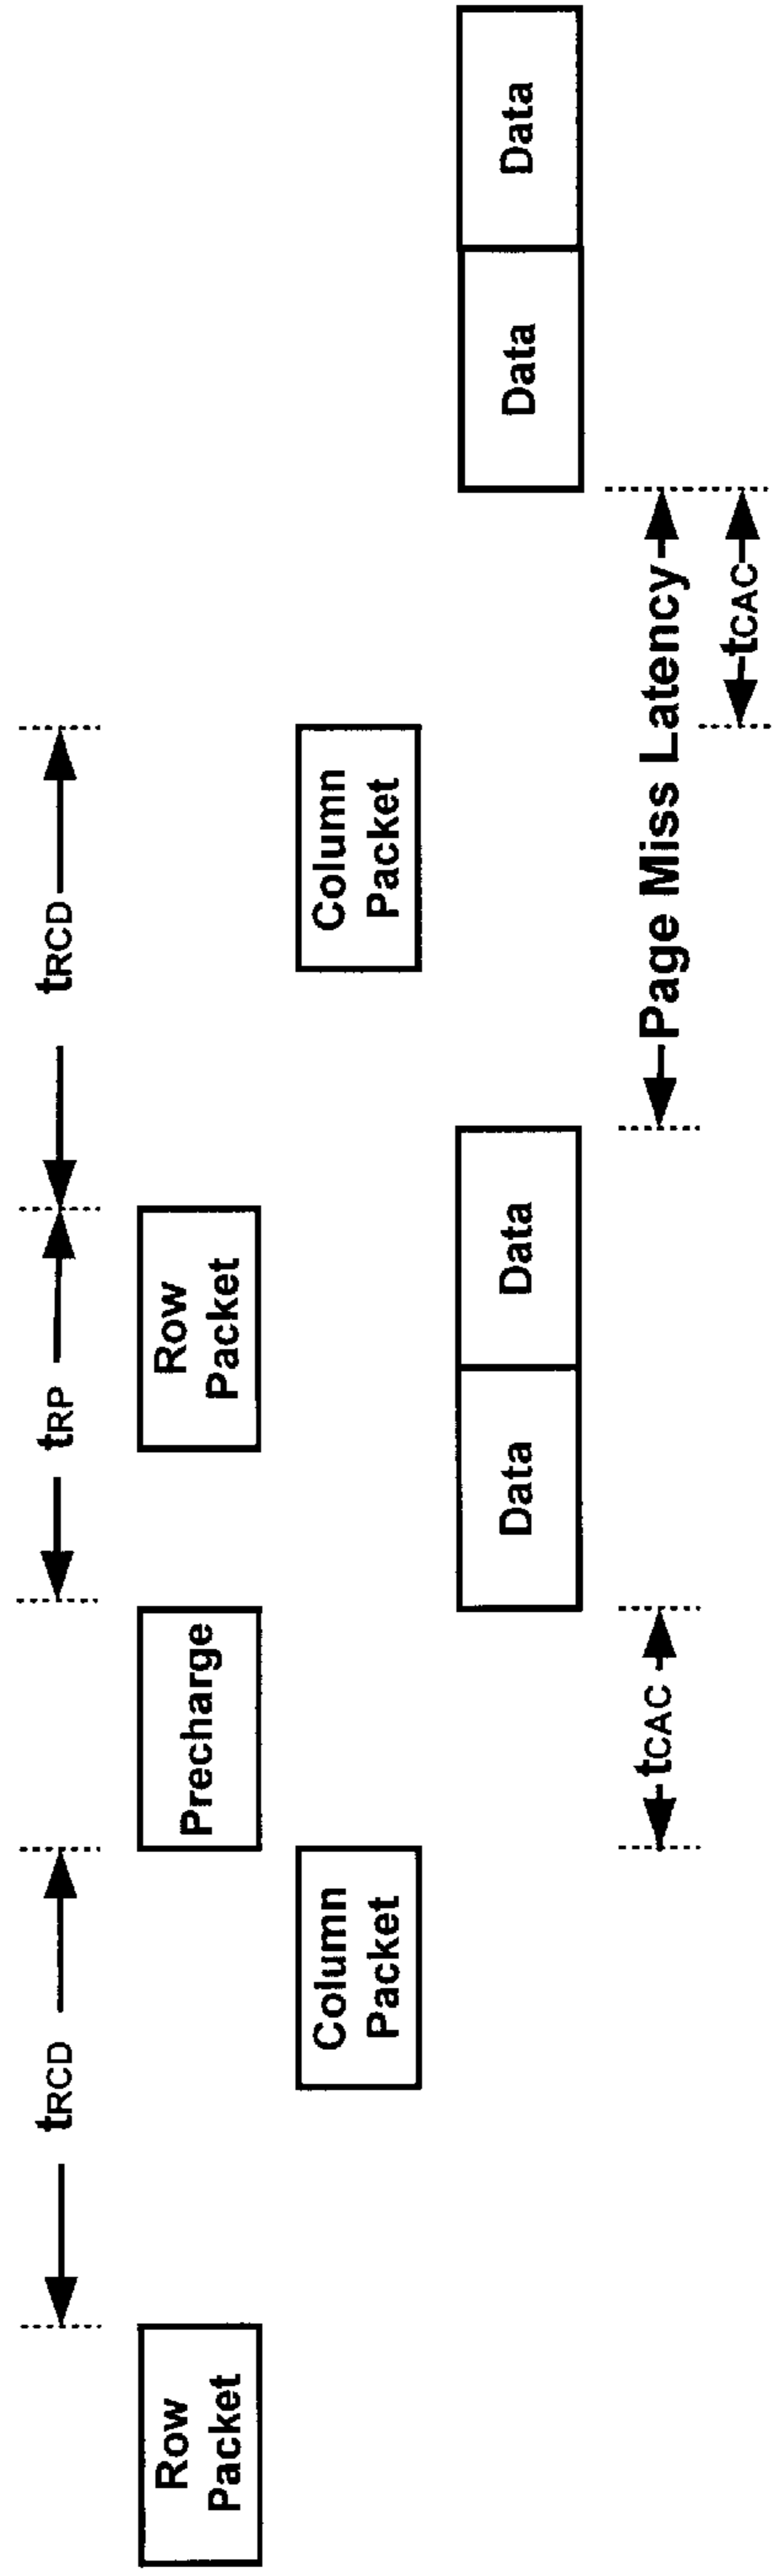 tRCD
tRP
tRCD
Row
Packet
Precharge
Row
Packet
Column
Packet
Column
Packet
Data
Data
Data
Data
tCAC
Page Miss Latency
tCAC